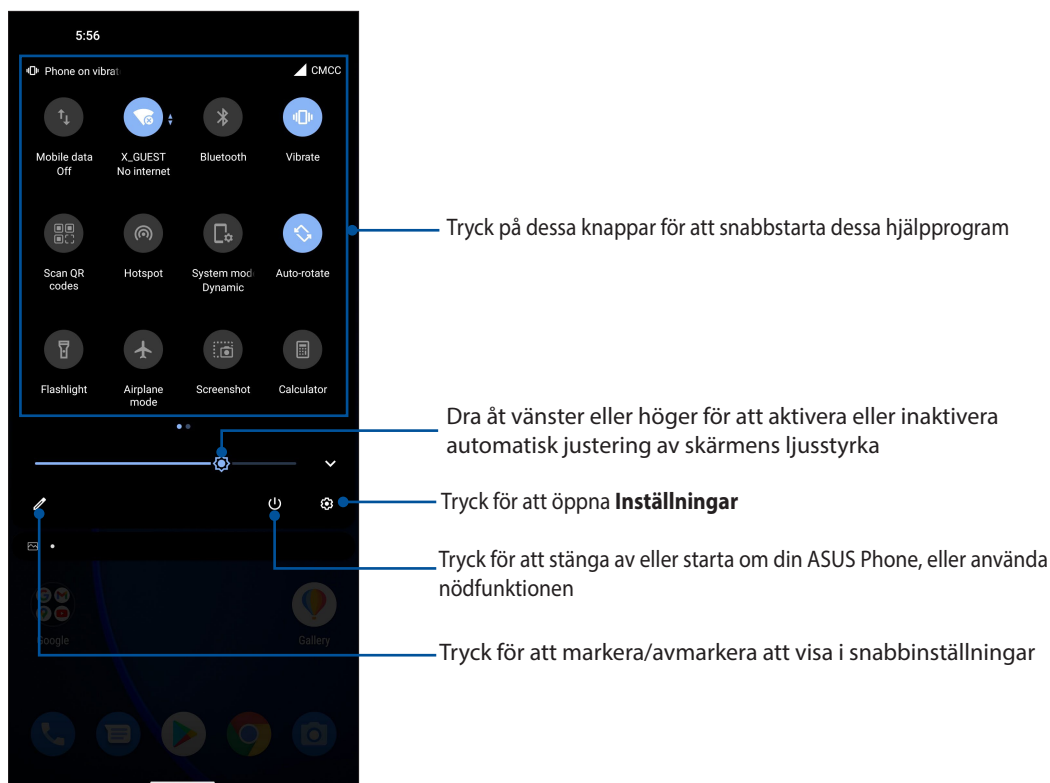 5:56
Phone on vibrat
CMCC
Mobile data
Off
X_GUEST
No internet
Bluetooth
Vibrate
Scan QR
codes
Hotspot
System mod
Dynamic
Auto-rotate
Flashlight
Airplane
mode
Screenshot
Calculator
Google
Gallery
Tryck på dessa knappar för att snabbstarta dessa hjälpprogram
Dra åt vänster eller höger för att aktivera eller inaktivera
automatisk justering av skärmens ljusstyrka
Tryck för att öppna Inställningar
Tryck för att stänga av eller starta om din ASUS Phone, eller använda
nödfunktionen
Tryck för att markera/avmarkera att visa i snabbinställningar